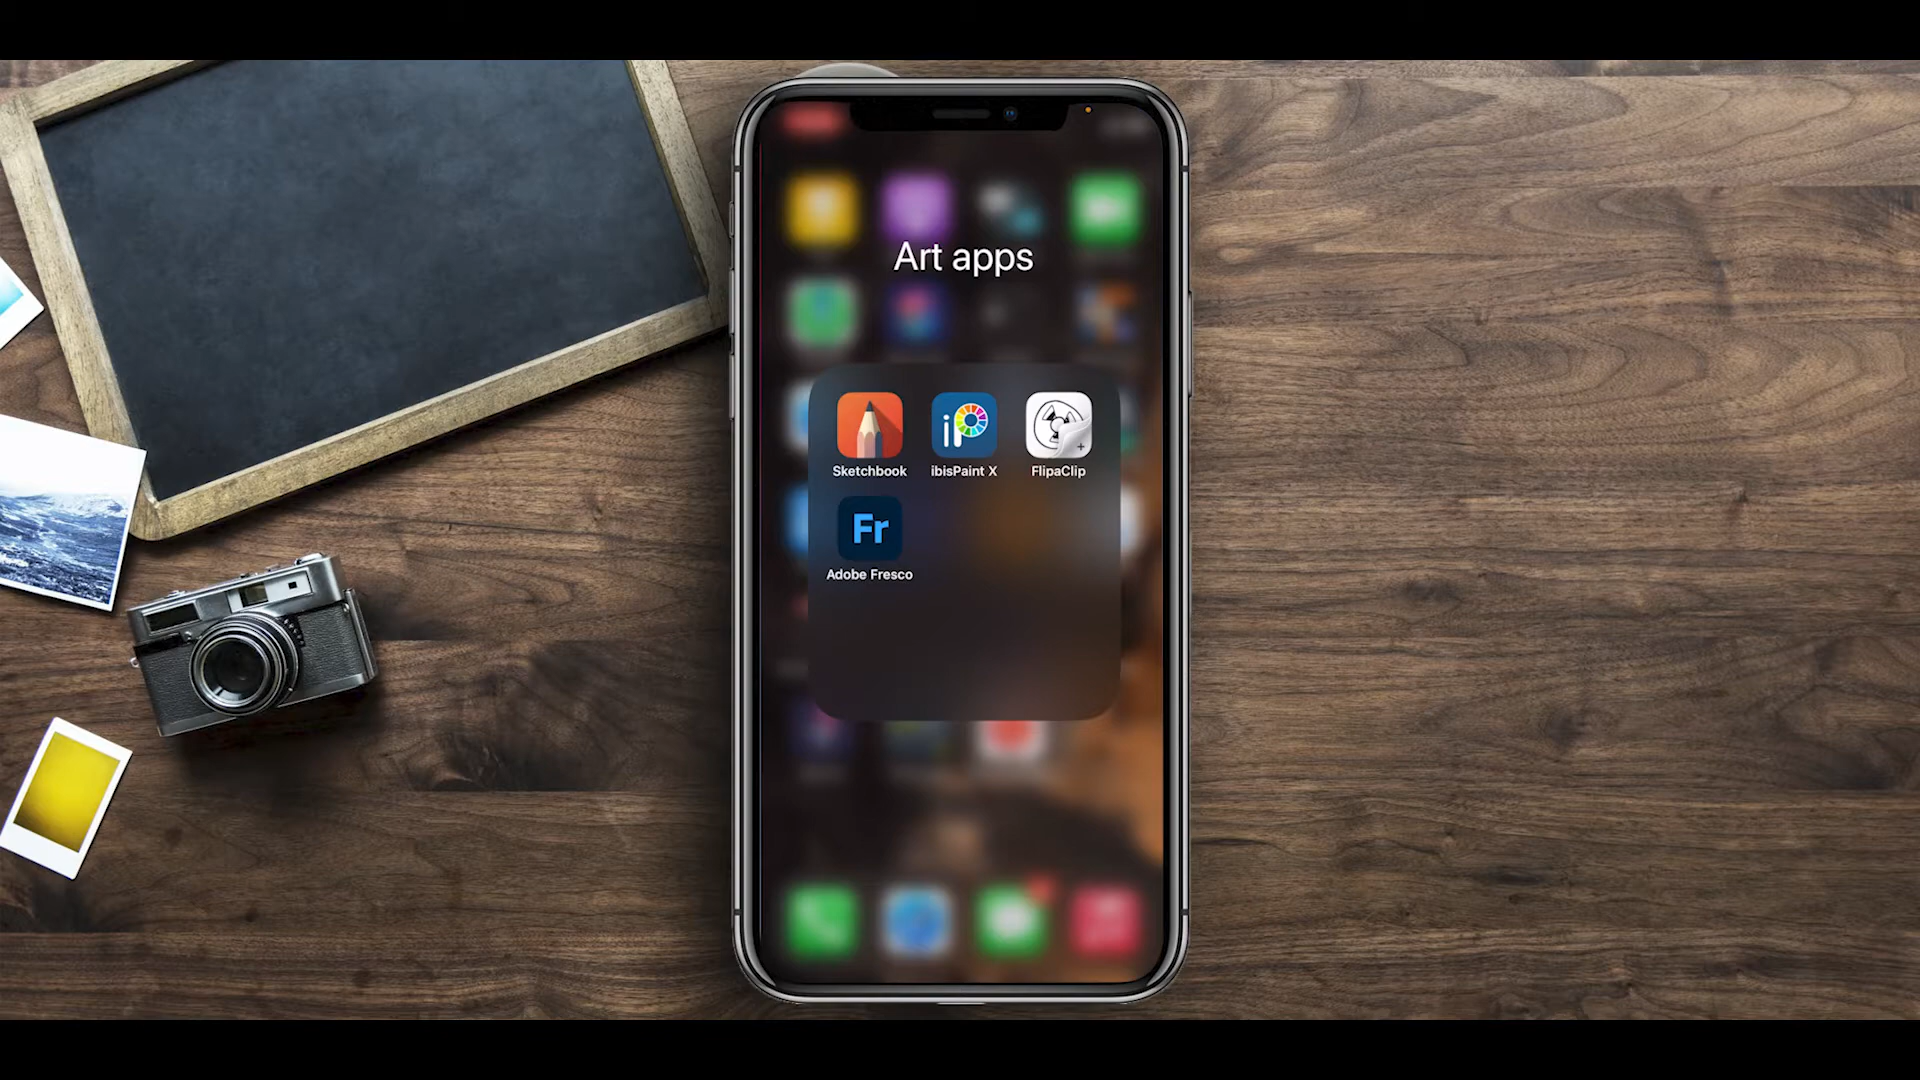 Art apps
Sketchbook
ibisPaint X
FlipaClip
Fr
Adobe Fresco